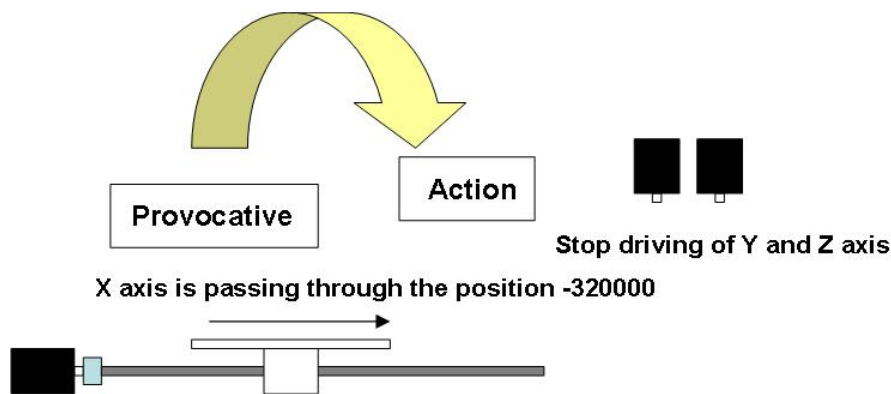 Provocative
Action
Stop driving of Y and Z axis
X axis is passing through the position -320000